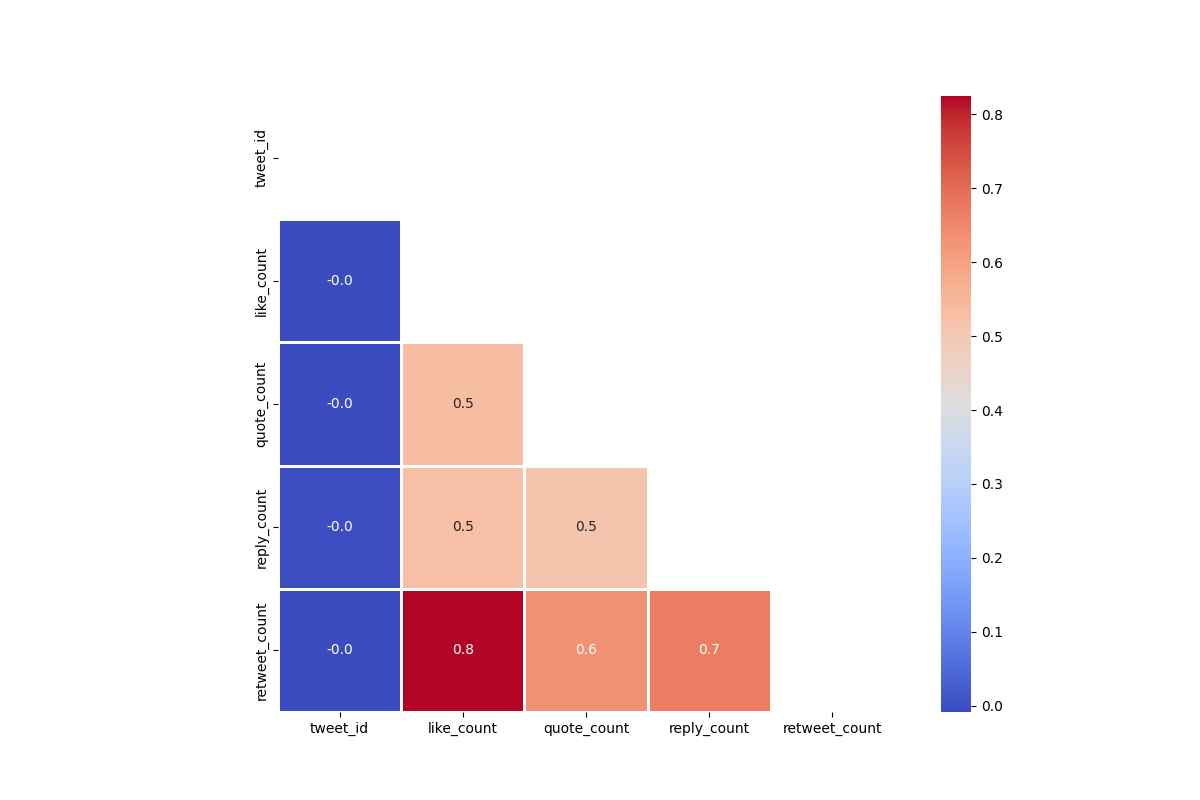 tweet_id
like_count
-0.0
quote_count
-0.0 0.5
reply_count
-0.0 0.5 0.5
retweet_count
-0.0 0.8 0.6 0.7
tweet_id like_count quote_count reply_count retweet_count
0.8
0.7
0.6
0.5
0.4
0.3
0.2
0.1
0.0